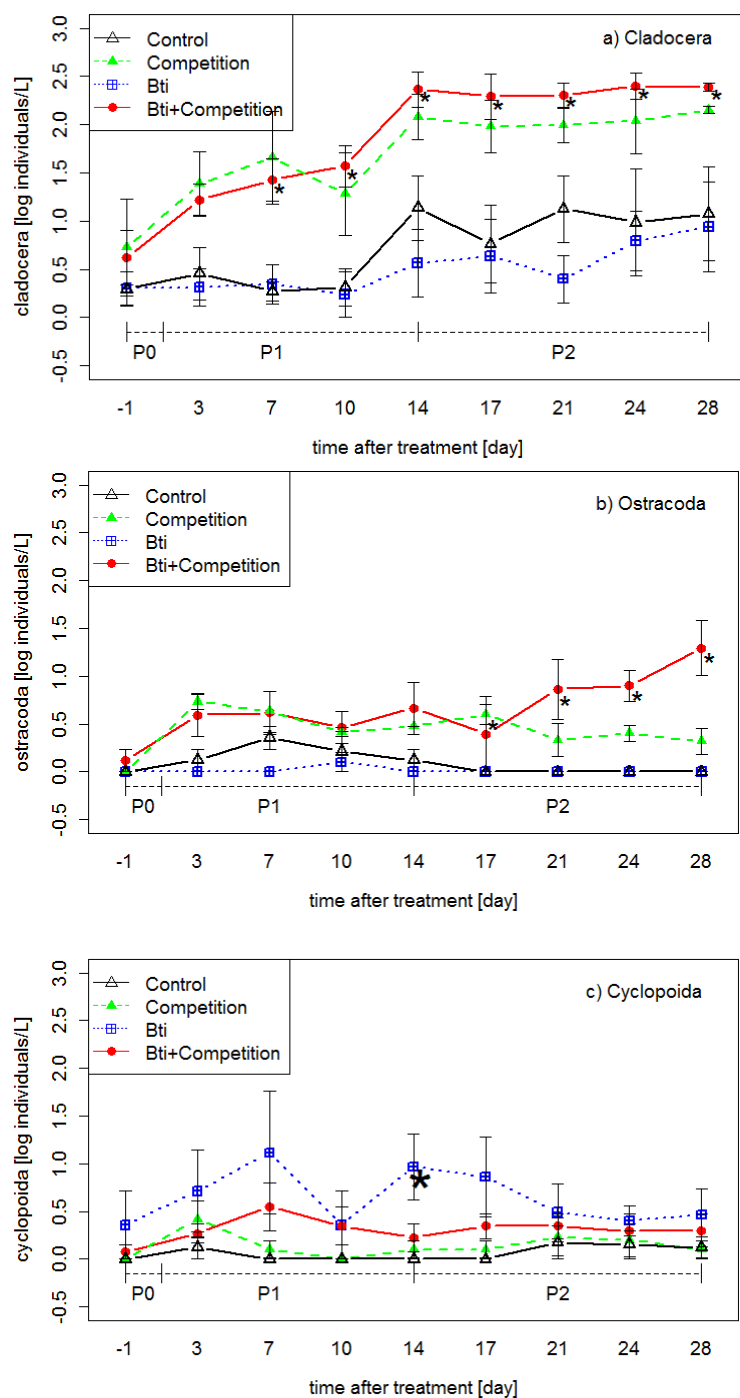 a) Cladocera
Control
Competition
Bti
Bti+Competition
cladocera [log individuals/L]
3.0
2.5
2.0
1.5
1.0
0.5
0.0
-0.5
* * * * * * *
P0 P1 P2
-1 3 7 10 14 17 21 24 28
time after treatment [day]
b) Ostracoda
Control
Competition
Bti
Bti+Competition
ostracoda [log individuals/L]
3.0
2.5
2.0
1.5
1.0
0.5
0.0
-0.5
* * * *
P0 P1 P2
-1 3 7 10 14 17 21 24 28
time after treatment [day]
c) Cyclopoida
Control
Competition
Bti
Bti+Competition
cyclopoida [log individuals/L]
3.0
2.5
2.0
1.5
1.0
0.5
0.0
-0.5
*
P0 P1 P2
-1 3 7 10 14 17 21 24 28
time after treatment [day]